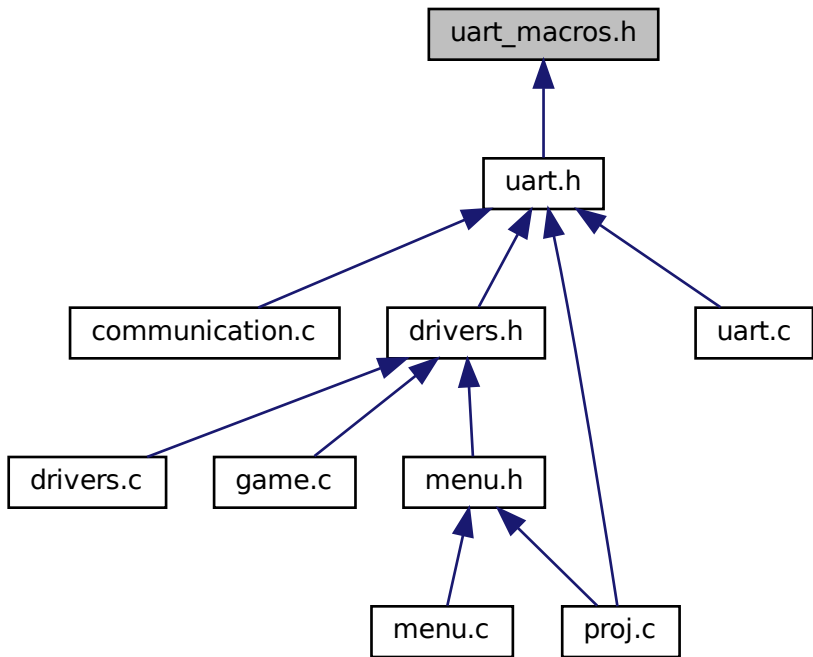 uart_macros.h
uart.h
communication.c
drivers.h
uart.c
drivers.c
game.c
menu.h
menu.c
proj.c